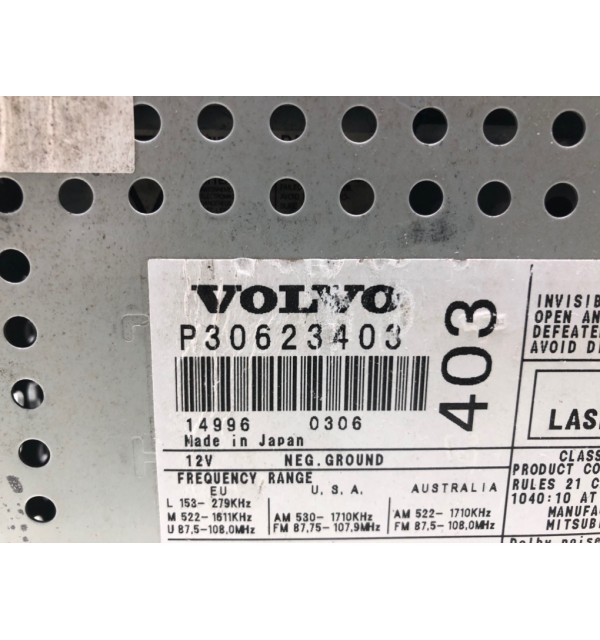 VOLVO
P30623403
403
14996 0306
Made in Japan
12V NEG.GROUND
FREQUENCY RANGE
EU U.S.A. AUSTRALIA
L 153-279KHz
M 522-1611KHz AM 530-1710KHz AM 522-1710KHz
U 87,5-108,0MHz FM 87,75-107,9MHz FM 87,5-108,0MHz
INVISIB
OPEN AN
DEFEATE
AVOID D
LAS
CLASS
PRODUCT CO
RULES 21 C
1040:10 AT
MANUFA
MITSUB
Dolby noise